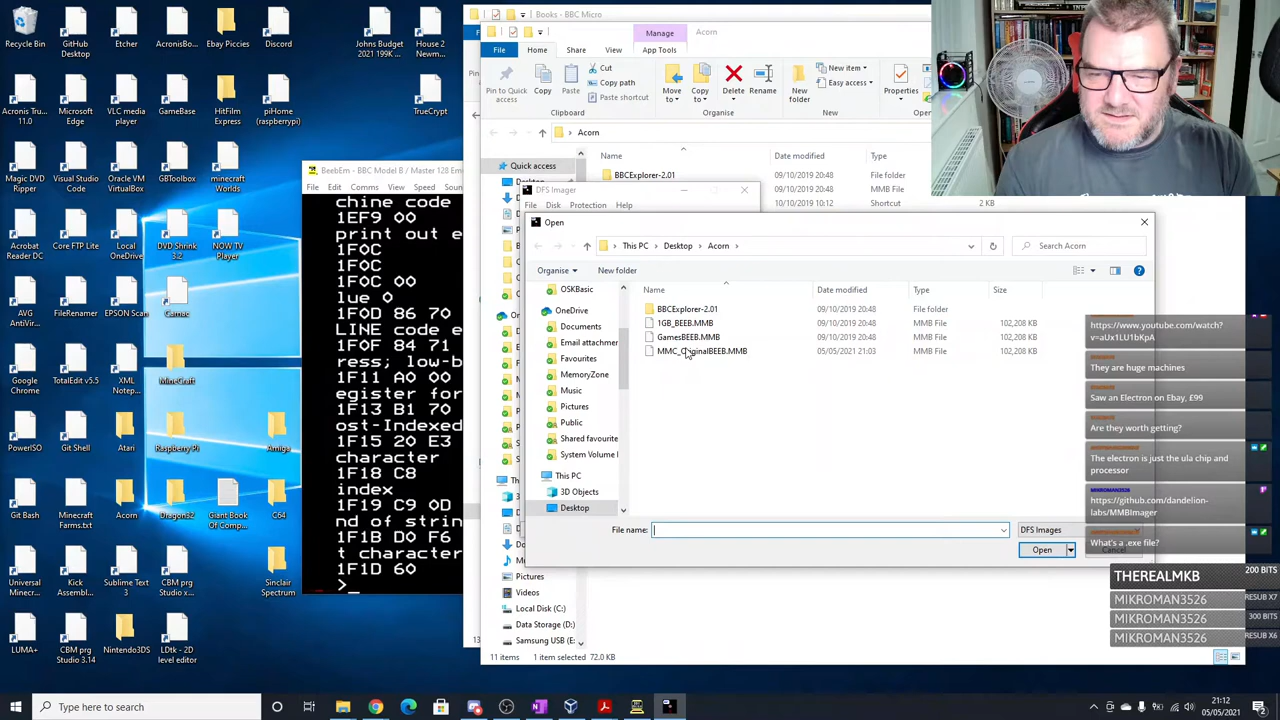 Recycle Bin
GitHub Desktop
Etcher
AcronisBo...
Ebay Piccies
Discord
Johns Budget 2021 199K ...
House 2 Newm...
Acronis Tru... 11.0
Microsoft Edge
VLC media player
HitFilm Express
GameBase
piHome (raspberrypi)
TrueCrypt
Magic DVD Ripper
Visual Studio Code
Oracle VM VirtualBox
GBToolbox
minecraft Worlds
Acrobat Reader DC
Core FTP Lite
Local (OneDrive)
DVD Shrink 3.2
NOW TV Player
EPSON Scan
FileRenamer
Camac
TotalEdit v5.5
XML Notepad
OneDrive
MineCraft
Google Chrome
PowerISO
Git Shell
Atari
Raspberry Pi
Amiga
Git Bash
Minecraft Farms.txt
Acorn
Dragon32
Giant Book Of Comp...
C64
Universal Minecr...
Kick Assemb...
Sublime Text 3
CBM prg Studio x...
Sinclair Spectrum
LUMA+
CBM prg Studio 3.14
Nintendo3DS
LDtk - 2D level editor
BeebEm - BBC Model B / Master 128 Em
File Edit Comms View Speed Soun
chine code
1EF9 00
print out e
1F0C
1F0C
1F0C 00
lue 0
1F0D 86 70
LINE code e
1F0F 84 71
ress; low-b
1F11 A0 00
egister for
1F13 B1 70
ost-Indexed
1F15 20 E3
character
1F18 C8
index
1F19 C9 0D
nd of strin
1F1B D0 F6
t character
1F1D 60
>
Books - BBC Micro
Manage
Acorn
File Home Share View App Tools
Pin to Quick access
Copy
Paste
Cut
Copy path
Paste shortcut
Clipboard
Move to
Copy to
Delete
Rename
Organise
New folder
New item
Easy access
New
Properties
Acorn
Quick access
Name Date modified Type
BBCExplorer-2.01 09/10/2019 20:48
09/10/2019 20:48 MMB File
10/10/2019 10:12 Shortcut 2 KB
DFS Imager
File Disk Protection Help
Open
This PC > Desktop > Acorn >
Search Acorn
Organise New folder
Name Date modified Type Size
BBCExplorer-2.01 09/10/2019 20:48 File folder
1GB_BEEB.MMB 09/10/2019 20:48 MMB File 102,208 KB
GamesBEEB.MMB 09/10/2019 20:48 MMB File 102,208 KB
MMC_OriginalBEEB.MMB 05/05/2021 21:03 MMB File 102,208 KB
OSKBasic
OneDrive
Documents
Email attachmer
Favourites
MemoryZone
Music
Pictures
Public
Shared favourite
System Volume I
This PC
3D Objects
Desktop
File name:
DFS Images
Open
Cancel
Pictures
Videos
Local Disk (C:)
Data Storage (D:)
Samsung USB (E:
11 items 1 item selected 72.0 KB
https://www.youtube.com/watch?v=aUx1LU1bKpA
They are huge machines
Saw an Electron on Ebay, £99
Are they worth getting?
The electron is just the ula chip and processor
MIKROMAN3526
https://github.com/dandelion-labs/MMBImager
What's a .exe file?
THEREALMKB 200 BITS
MIKROMAN3526 RESUB X7
MIKROMAN3526 300 BITS
MIKROMAN3526 RESUB X6
Type here to search
21:12
05/05/2021